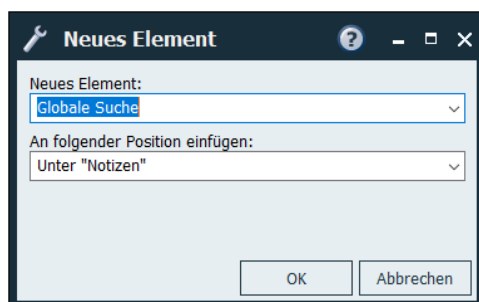 Neues Element
Neues Element:
Globale Suche
An folgender Position einfügen:
Unter "Notizen"
OK
Abbrechen